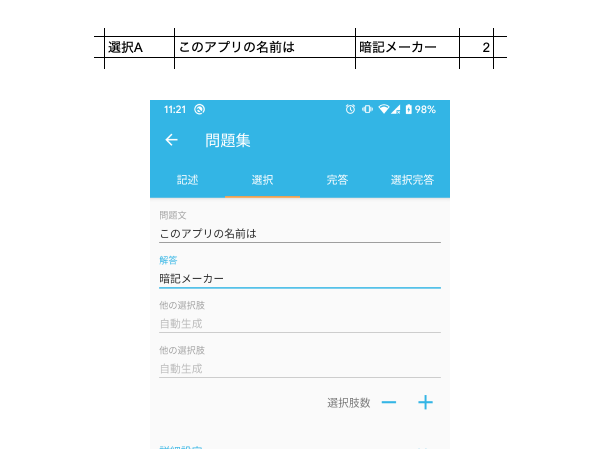 選択A このアプリの名前は 暗記メーカー 2
11:21 98%
問題集
記述 選択 完答 選択完答
問題文
このアプリの名前は
解答
暗記メーカー
他の選択肢
自動生成
他の選択肢
自動生成
選択肢数